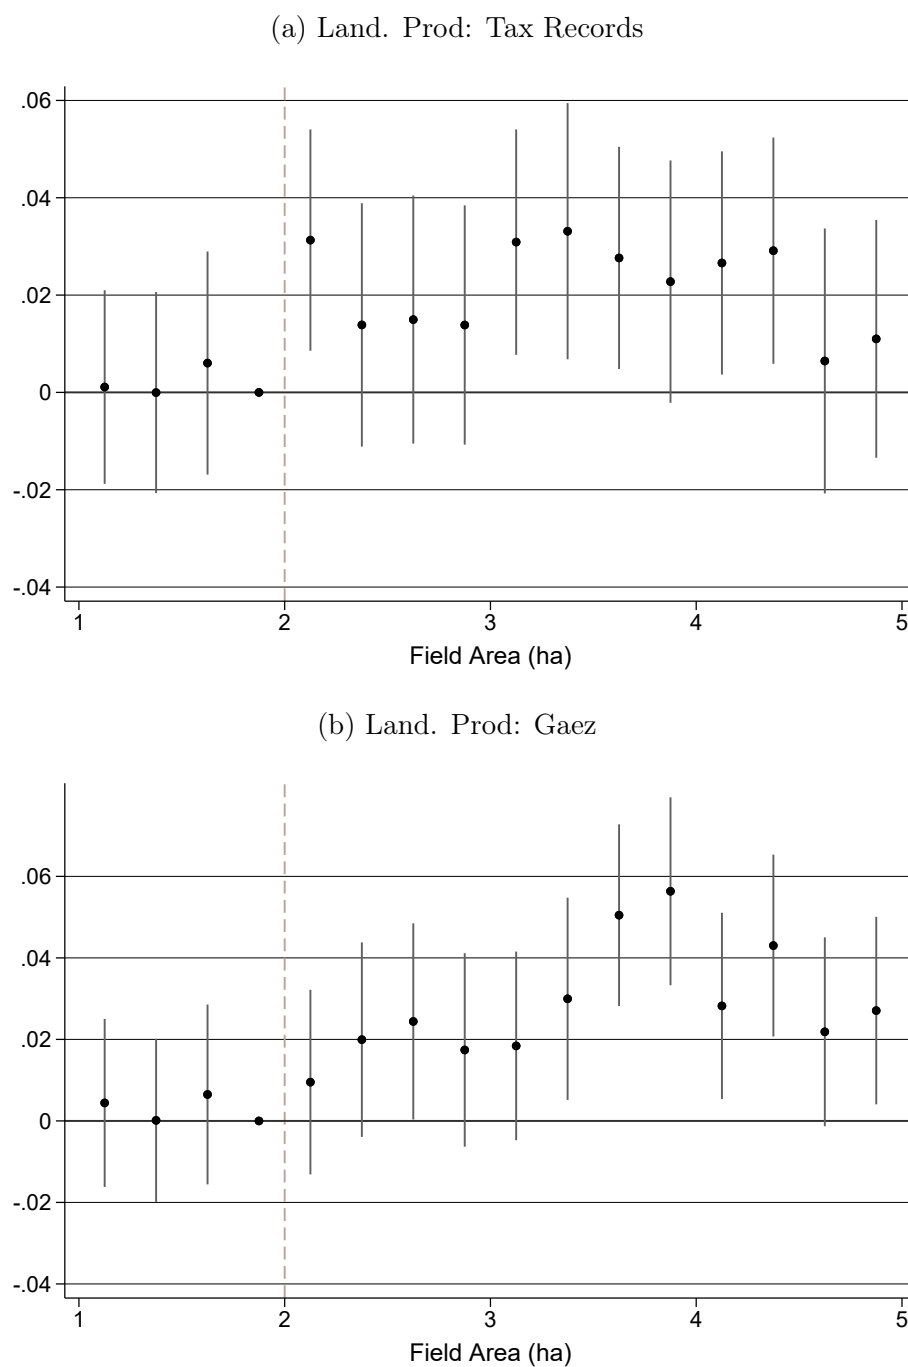 (a) Land. Prod: Tax Records
.06
.04
.02
0
-.02
-.04
1 2 3 4 5
Field Area (ha)
(b) Land. Prod: Gaez
.06
.04
.02
0
-.02
-.04
1 2 3 4 5
Field Area (ha)